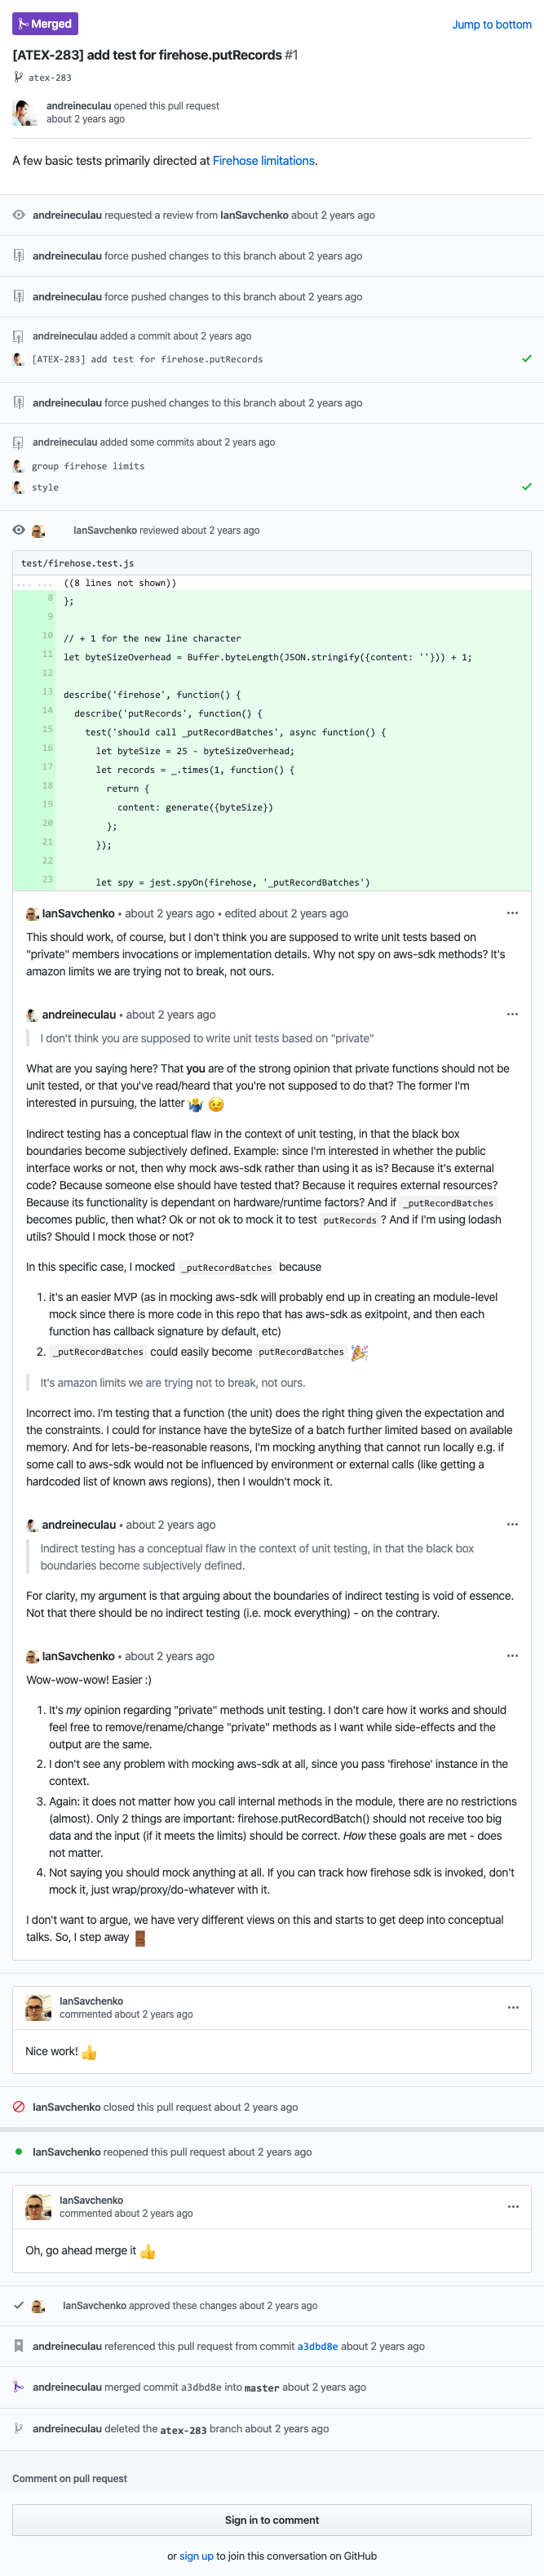 Merged
Jump to bottom
[ATEX-283] add test for firehose.putRecords #1
atex-283
andreineculau opened this pull request
about 2 years ago
A few basic tests primarily directed at Firehose limitations.
andreineculau requested a review from IanSavchenko about 2 years ago
andreineculau force pushed changes to this branch about 2 years ago
andreineculau force pushed changes to this branch about 2 years ago
andreineculau added a commit about 2 years ago
[ATEX-283] add test for firehose.putRecords
andreineculau force pushed changes to this branch about 2 years ago
andreineculau added some commits about 2 years ago
group firehose limits
style
IanSavchenko reviewed about 2 years ago
test/firehose.test.js
... ... ((8 lines not shown))
8 };
9
10 // + 1 for the new line character
11 let byteSizeOverhead = Buffer.byteLength(JSON.stringify({content: ''})) + 1;
12
13 describe('firehose', function() {
14 describe('putRecords', function() {
15 test('should call _putRecordBatches', async function() {
16 let byteSize = 25 - byteSizeOverhead;
17 let records = _.times(1, function() {
18 return {
19 content: generate({byteSize})
20 };
21 });
22
23 let spy = jest.spyOn(firehose, '_putRecordBatches')
IanSavchenko • about 2 years ago • edited about 2 years ago
This should work, of course, but I don't think you are supposed to write unit tests based on
"private" members invocations or implementation details. Why not spy on aws-sdk methods? It's
amazon limits we are trying not to break, not ours.
andreineculau • about 2 years ago
I don't think you are supposed to write unit tests based on "private"
What are you saying here? That you are of the strong opinion that private functions should not be
unit tested, or that you've read/heard that you're not supposed to do that? The former I'm
interested in pursuing, the latter 🤷‍♂️ 😉
Indirect testing has a conceptual flaw in the context of unit testing, in that the black box
boundaries become subjectively defined. Example: since I'm interested in whether the public
interface works or not, then why mock aws-sdk rather than using it as is? Because it's external
code? Because someone else should have tested that? Because it requires external resources?
Because its functionality is dependant on hardware/runtime factors? And if _putRecordBatches
becomes public, then what? Ok or not ok to mock it to test putRecords ? And if I'm using lodash
utils? Should I mock those or not?
In this specific case, I mocked _putRecordBatches because
1. it's an easier MVP (as in mocking aws-sdk will probably end up in creating an module-level
mock since there is more code in this repo that has aws-sdk as exitpoint, and then each
function has callback signature by default, etc)
2. _putRecordBatches could easily become putRecordBatches 🎉
It's amazon limits we are trying not to break, not ours.
Incorrect imo. I'm testing that a function (the unit) does the right thing given the expectation and
the constraints. I could for instance have the byteSize of a batch further limited based on available
memory. And for lets-be-reasonable reasons, I'm mocking anything that cannot run locally e.g. if
some call to aws-sdk would not be influenced by environment or external calls (like getting a
hardcoded list of known aws regions), then I wouldn't mock it.
andreineculau • about 2 years ago
Indirect testing has a conceptual flaw in the context of unit testing, in that the black box
boundaries become subjectively defined.
For clarity, my argument is that arguing about the boundaries of indirect testing is void of essence.
Not that there should be no indirect testing (i.e. mock everything) - on the contrary.
IanSavchenko • about 2 years ago
Wow-wow-wow! Easier :)
1. It's my opinion regarding "private" methods unit testing. I don't care how it works and should
feel free to remove/rename/change "private" methods as I want while side-effects and the
output are the same.
2. I don't see any problem with mocking aws-sdk at all, since you pass 'firehose' instance in the
context.
3. Again: it does not matter how you call internal methods in the module, there are no restrictions
(almost). Only 2 things are important: firehose.putRecordBatch() should not receive too big
data and the input (if it meets the limits) should be correct. How these goals are met - does
not matter.
4. Not saying you should mock anything at all. If you can track how firehose sdk is invoked, don't
mock it, just wrap/proxy/do-whatever with it.
I don't want to argue, we have very different views on this and starts to get deep into conceptual
talks. So, I step away 🚪
IanSavchenko
commented about 2 years ago
Nice work! 👍
IanSavchenko closed this pull request about 2 years ago
IanSavchenko reopened this pull request about 2 years ago
IanSavchenko
commented about 2 years ago
Oh, go ahead merge it 👍
IanSavchenko approved these changes about 2 years ago
andreineculau referenced this pull request from commit a3dbd8e about 2 years ago
andreineculau merged commit a3dbd8e into master about 2 years ago
andreineculau deleted the atex-283 branch about 2 years ago
Comment on pull request
Sign in to comment
or sign up to join this conversation on GitHub